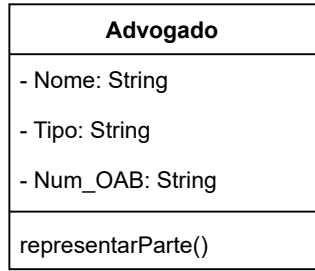 Advogado
- Nome: String
- Tipo: String
- Num_OAB: String
representarParte()